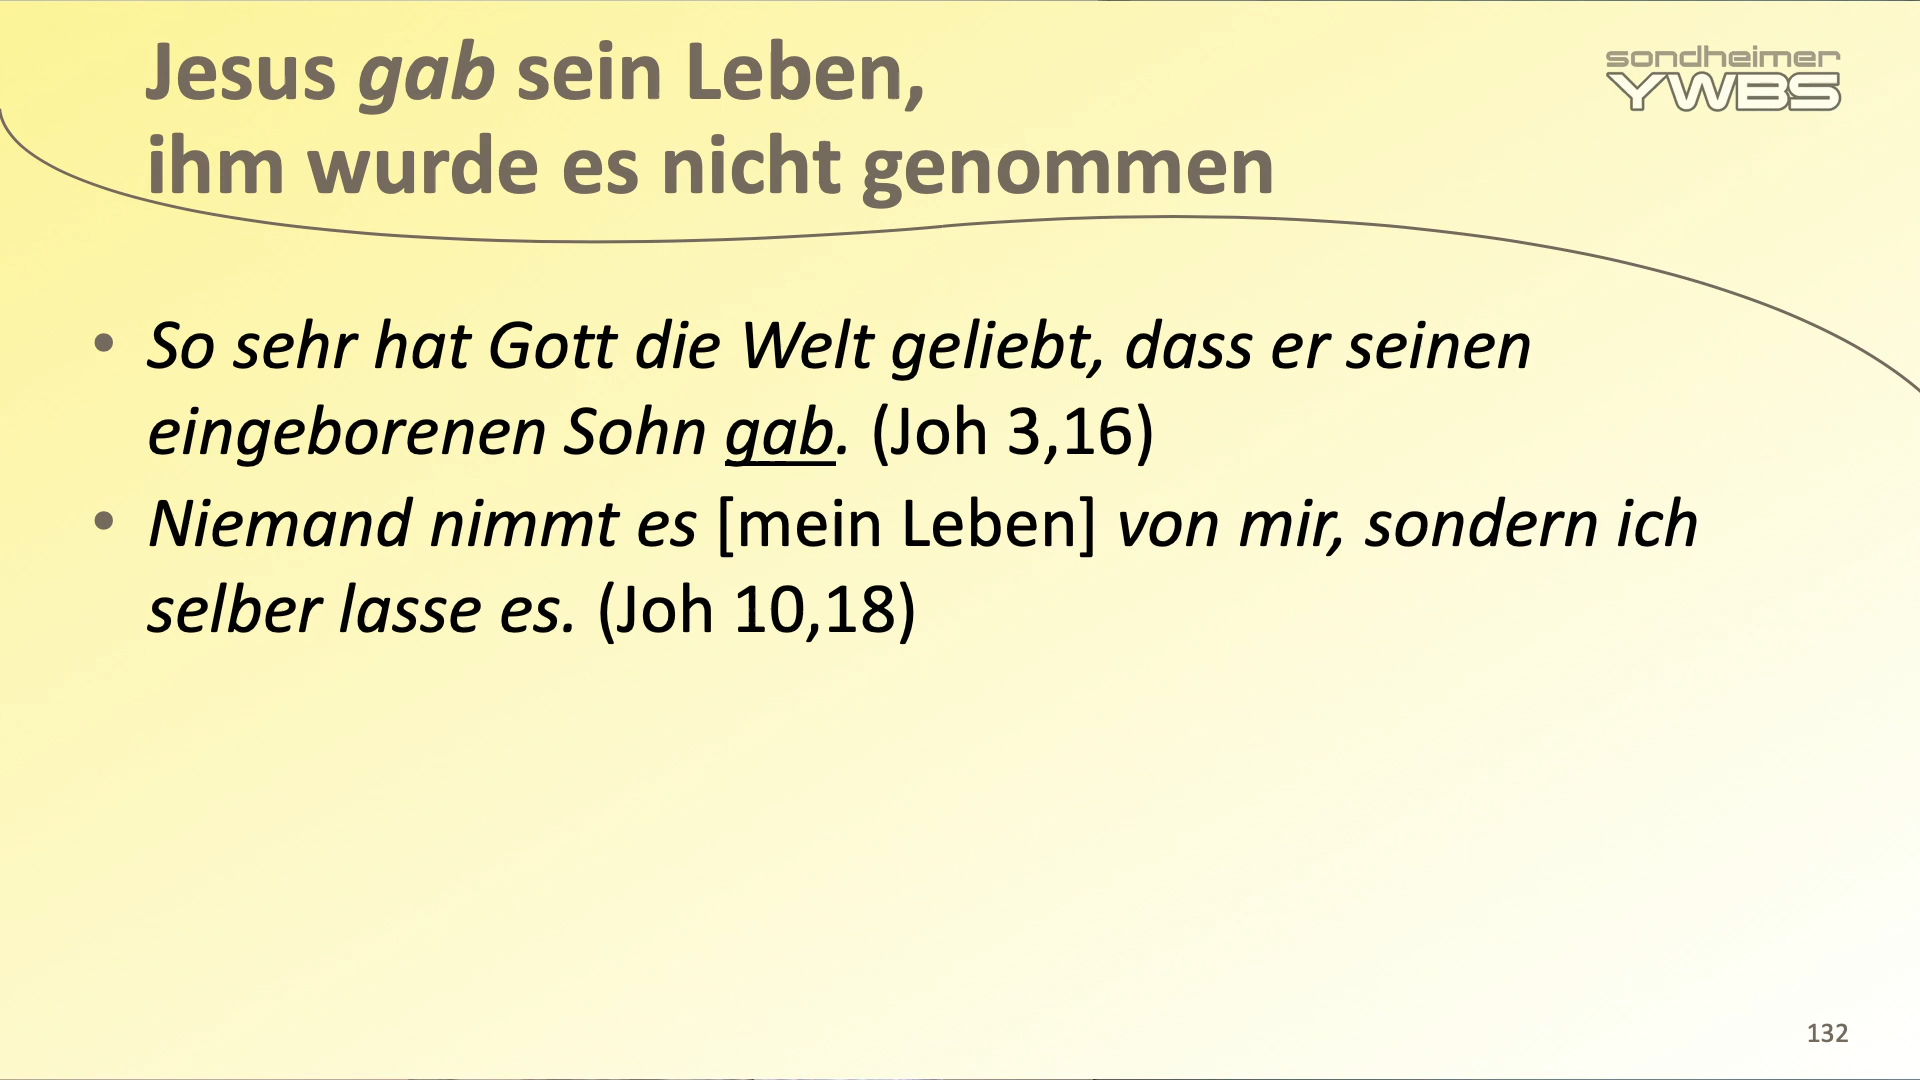 Jesus gab sein Leben,
ihm wurde es nicht genommen
sondheimer
YWBS
• So sehr hat Gott die Welt geliebt, dass er seinen
eingeborenen Sohn gab. (Joh 3,16)
• Niemand nimmt es [mein Leben] von mir, sondern ich
selber lasse es. (Joh 10,18)
132